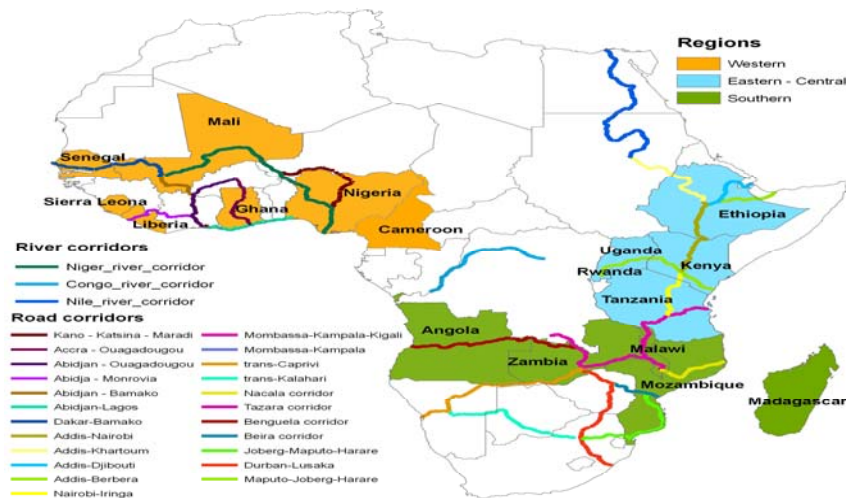 Regions
Western
Eastern - Central
Southern
Mali
Senegal
Nigeria
Sierra Leona
Ghana
Liberia
Cameroon
Ethiopia
Uganda
Kenya
Rwanda
Tanzania
Angola
Malawi
Zambia
Mozambique
Madagascar
River corridors
Niger_river_corridor
Congo_river_corridor
Nile_river_corridor
Road corridors
Kano - Katsina - Maradi
Accra - Ouagadougou
Abidjan - Ouagadougou
Abidja - Monrovia
Abidjan - Bamako
Abidjan-Lagos
Dakar-Bamako
Addis-Nairobi
Addis-Khartoum
Addis-Djibouti
Addis-Berbera
Nairobi-Iringa
Mombassa-Kampala-Kigali
Mombassa-Kampala
trans-Caprivi
trans-Kalahari
Nacala corridor
Tazara corridor
Benguela corridor
Beira corridor
Joberg-Maputo-Harare
Durban-Lusaka
Maputo-Joberg-Harare